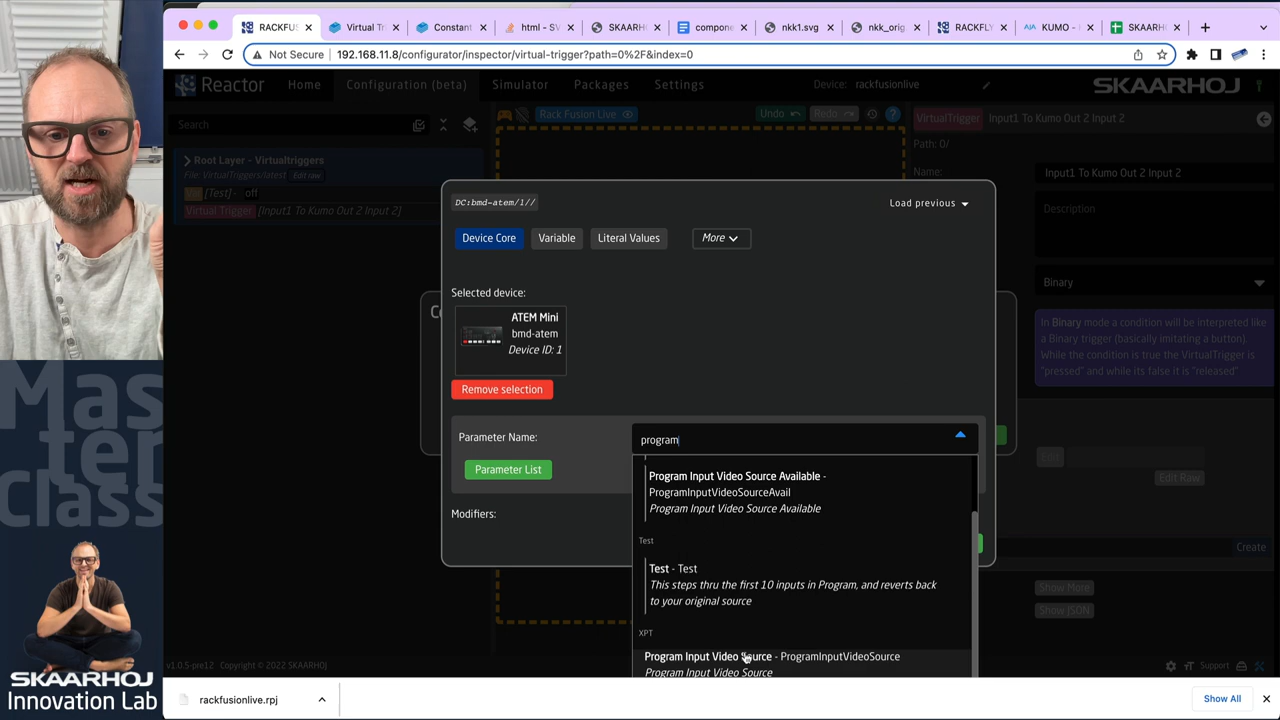 RACKFUS
Virtual Tri
Constant
html - SV
SKAARHO
compone
nkk1.svg
nkk_orig
RACKFLY
KUMO -
SKAARH
Not Secure
192.168.11.8/configurator/inspector/virtual-trigger?path=0%2F&index=0
Reactor
Home
Configuration (beta)
Simulator
Packages
Settings
Device: rackfusionlive
SKAARHOJ
Search
Rack Fusion Live
Undo
Redo
VirtualTrigger
Input1 To Kumo Out 2 Input 2
Root Layer - Virtualtriggers
File: VirtualTriggers/latest
Edit raw
[Test] - off
Virtual Trigger [Input1 To Kumo Out 2 Input 2]
Path: 0/
Name:
Input1 To Kumo Out 2 Input 2
Description
Binary
In Binary mode a condition will be interpreted like
a Binary trigger (basically imitating a button)
While the condition is true the VirtualTrigger is
"pressed" and while its false it is "released"
Edit
Edit Raw
Create
Show More
Show JSON
DC:bmd-atem/1//
Load previous
Device Core
Variable
Literal Values
More
Selected device:
ATEM Mini
bmd-atem
Device ID: 1
Remove selection
Parameter Name:
program
Parameter List
Modifiers:
Program Input Video Source Available -
ProgramInputVideoSourceAvail
Program Input Video Source Available
Test
Test - Test
This steps thru the first 10 inputs in Program, and reverts back
to your original source
XPT
Program Input Video Source - ProgramInputVideoSource
Program Input Video Source
v1.0.5-pre12 Copyright © 2022 SKAARHOJ
Support
rackfusionlive.rpj
Show All
Master
Class
SKAARHOJ
Innovation Lab